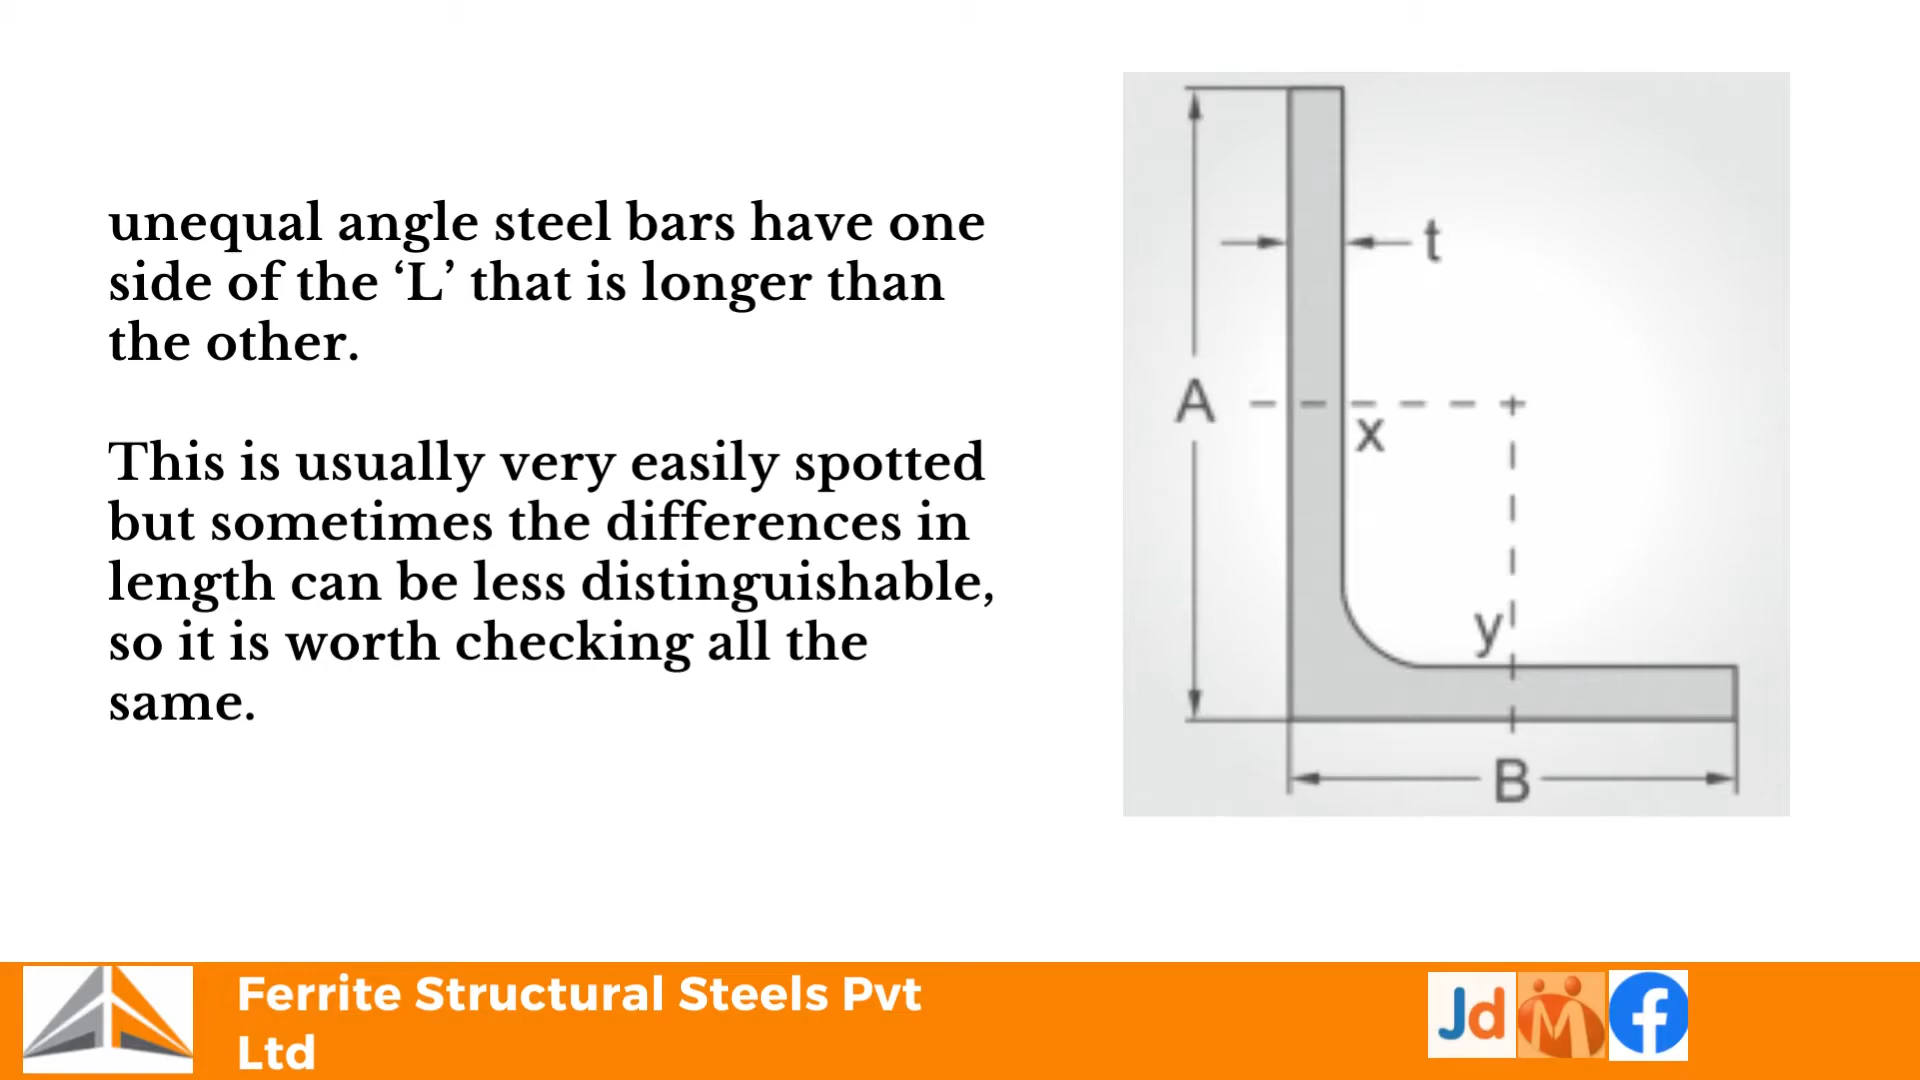 unequal angle steel bars have one
side of the ‘L’ that is longer than
the other.
This is usually very easily spotted
but sometimes the differences in
length can be less distinguishable,
so it is worth checking all the
same.
t
A
x
y
B
Ferrite Structural Steels Pvt
Ltd
Jd
M
f